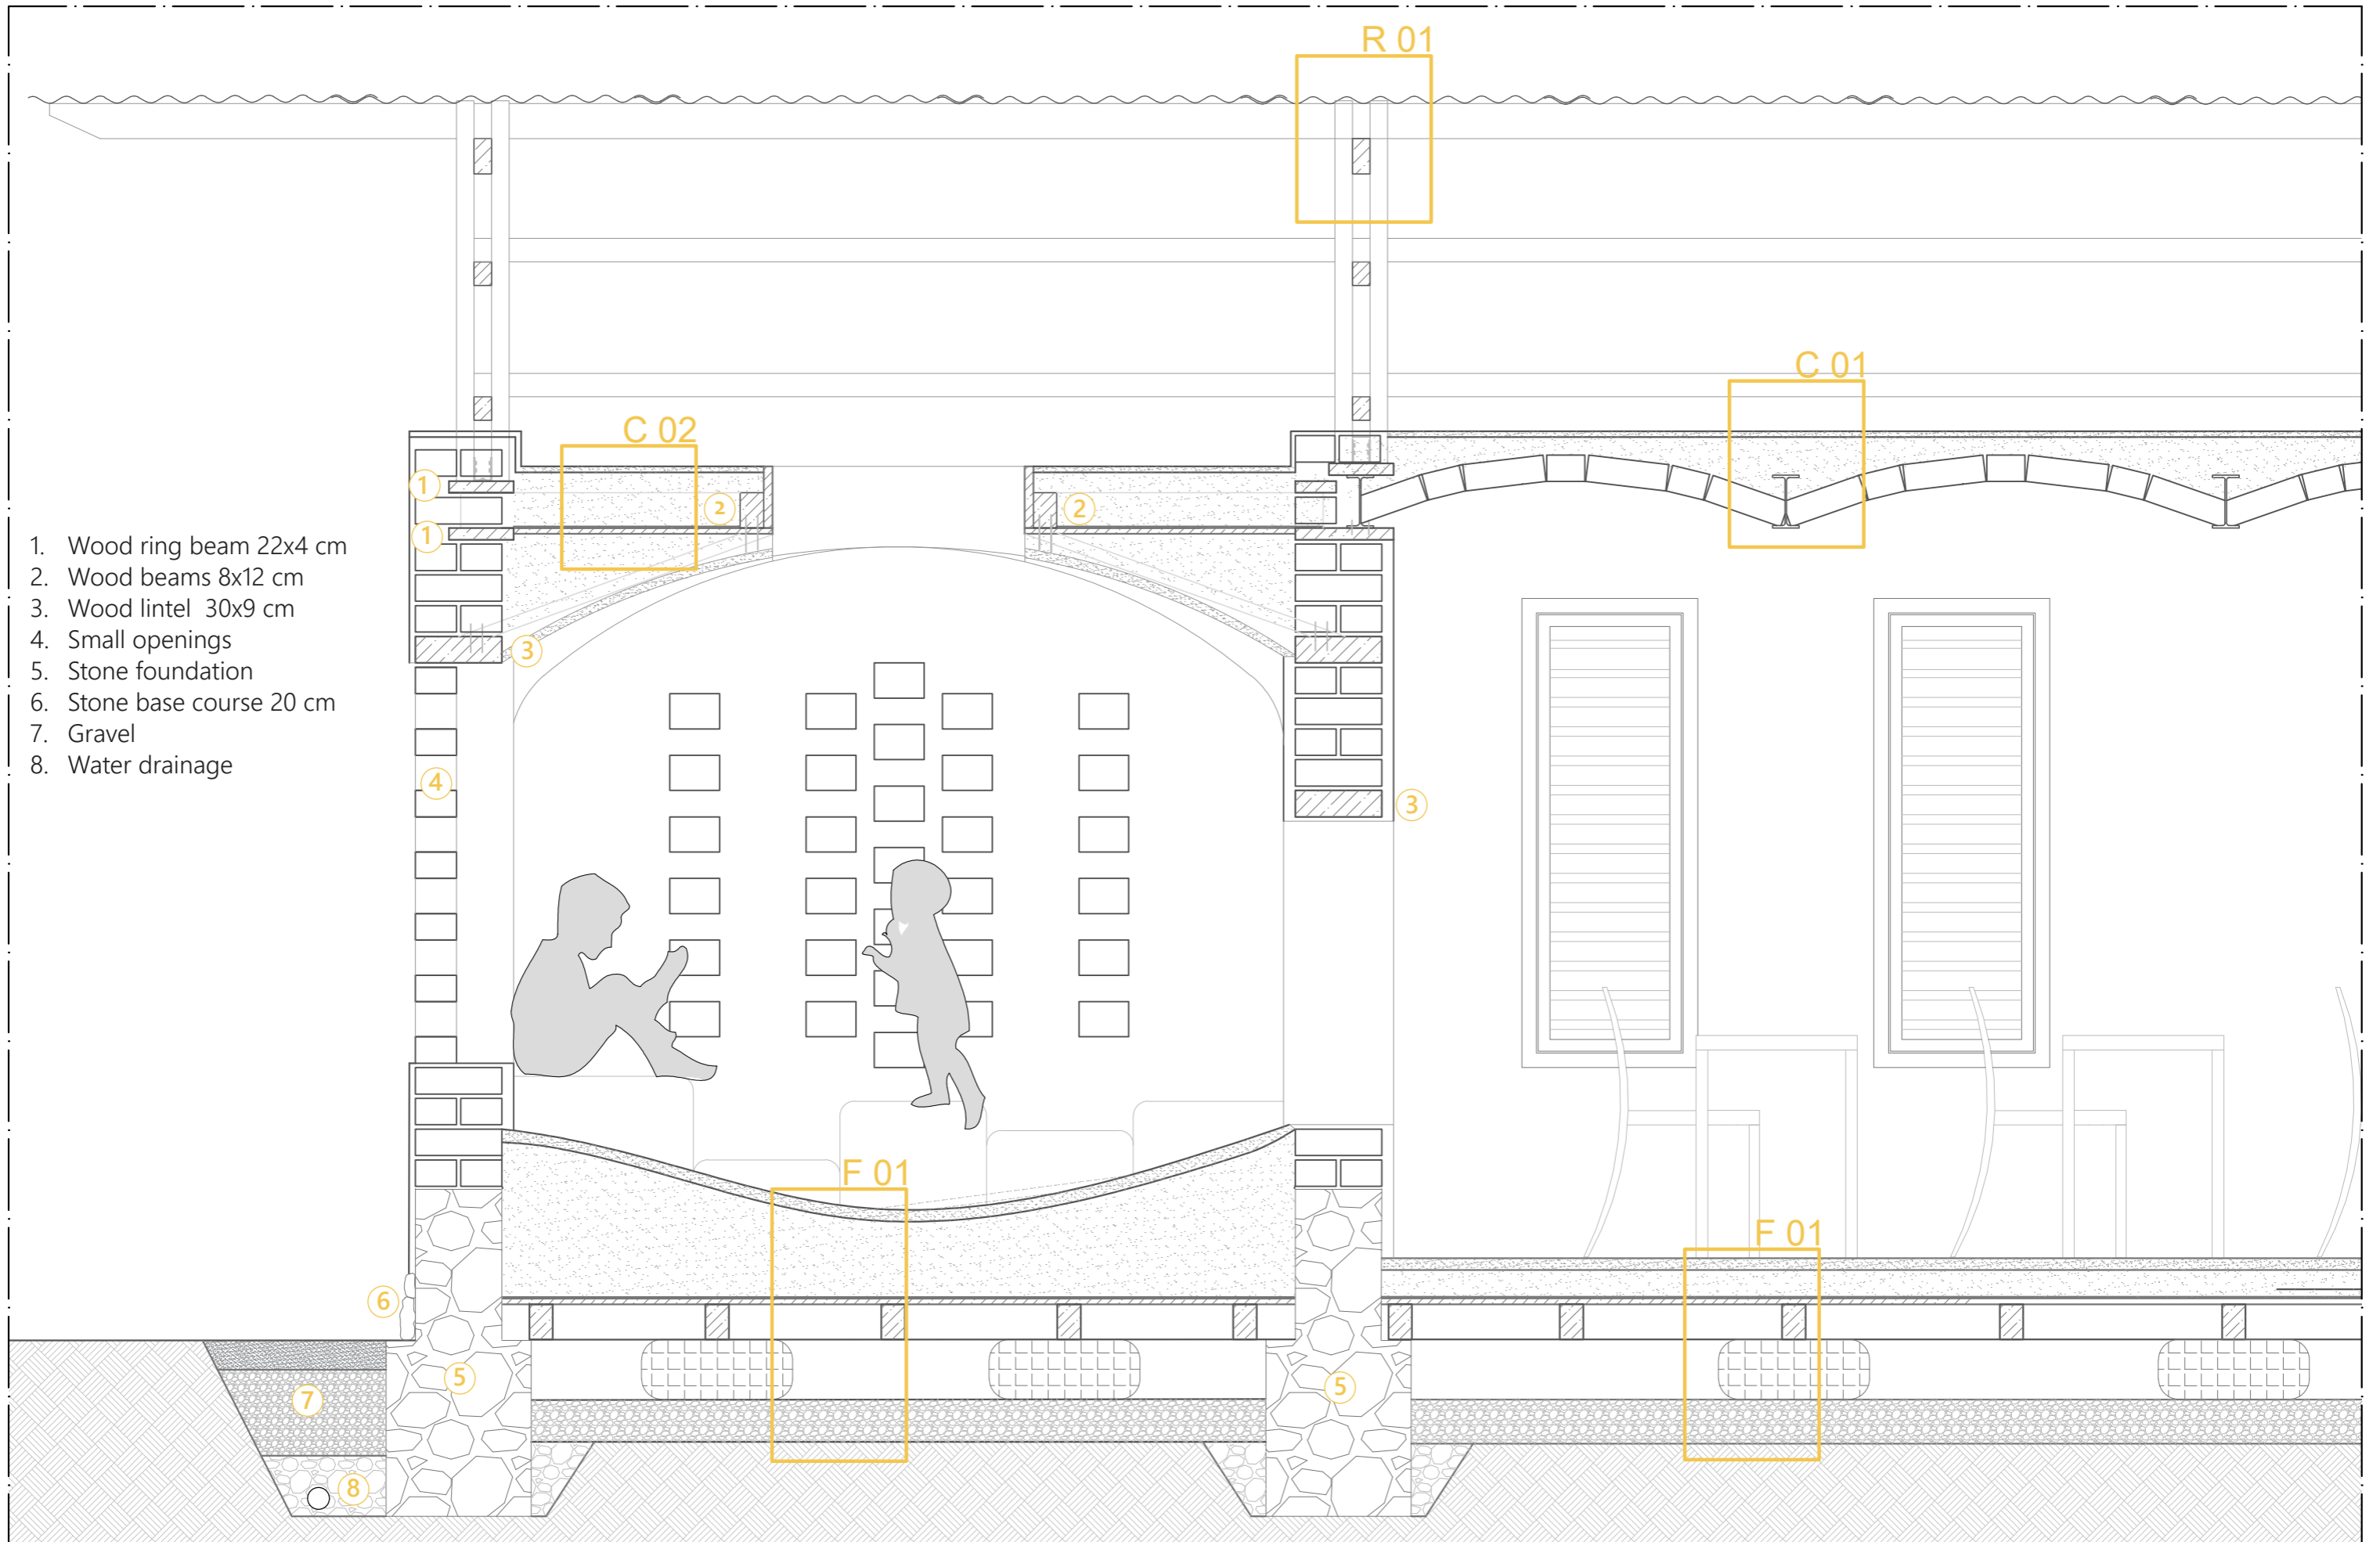 R 01
C 01
C 02
1
2
2
1
1. Wood ring beam 22x4 cm
2. Wood beams 8x12 cm
3. Wood lintel 30x9 cm
4. Small openings
5. Stone foundation
6. Stone base course 20 cm
7. Gravel
8. Water drainage
3
4
3
F 01
F 01
6
5
5
7
8